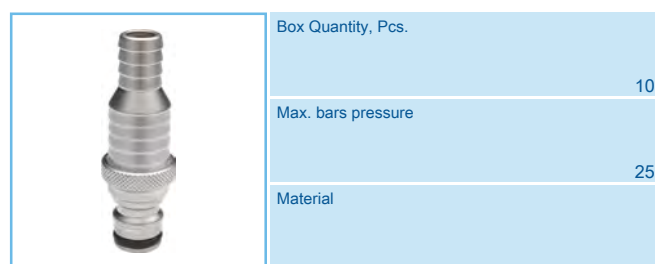 Box Quantity, Pcs.
10
Max. bars pressure
25
Material